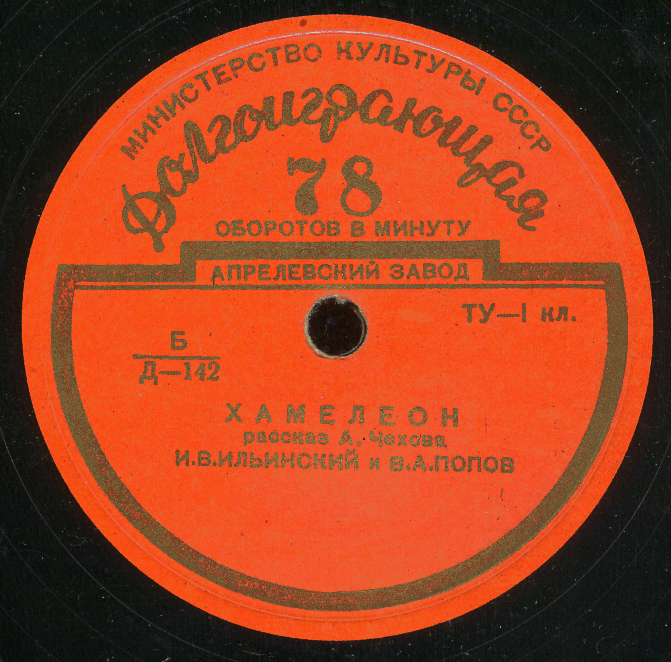 МИНИСТЕРСТВО КУЛЬТУРЫ СССР
Долгоиграющая
78
ОБОРОТОВ В МИНУТУ
АПРЕЛЕВСКИЙ ЗАВОД
ТУ—I кл.
Б
Д—142
ХАМЕЛЕОН
рассказ А. Чехова
И.В.ИЛЬИНСКИЙ и В.А.ПОПОВ